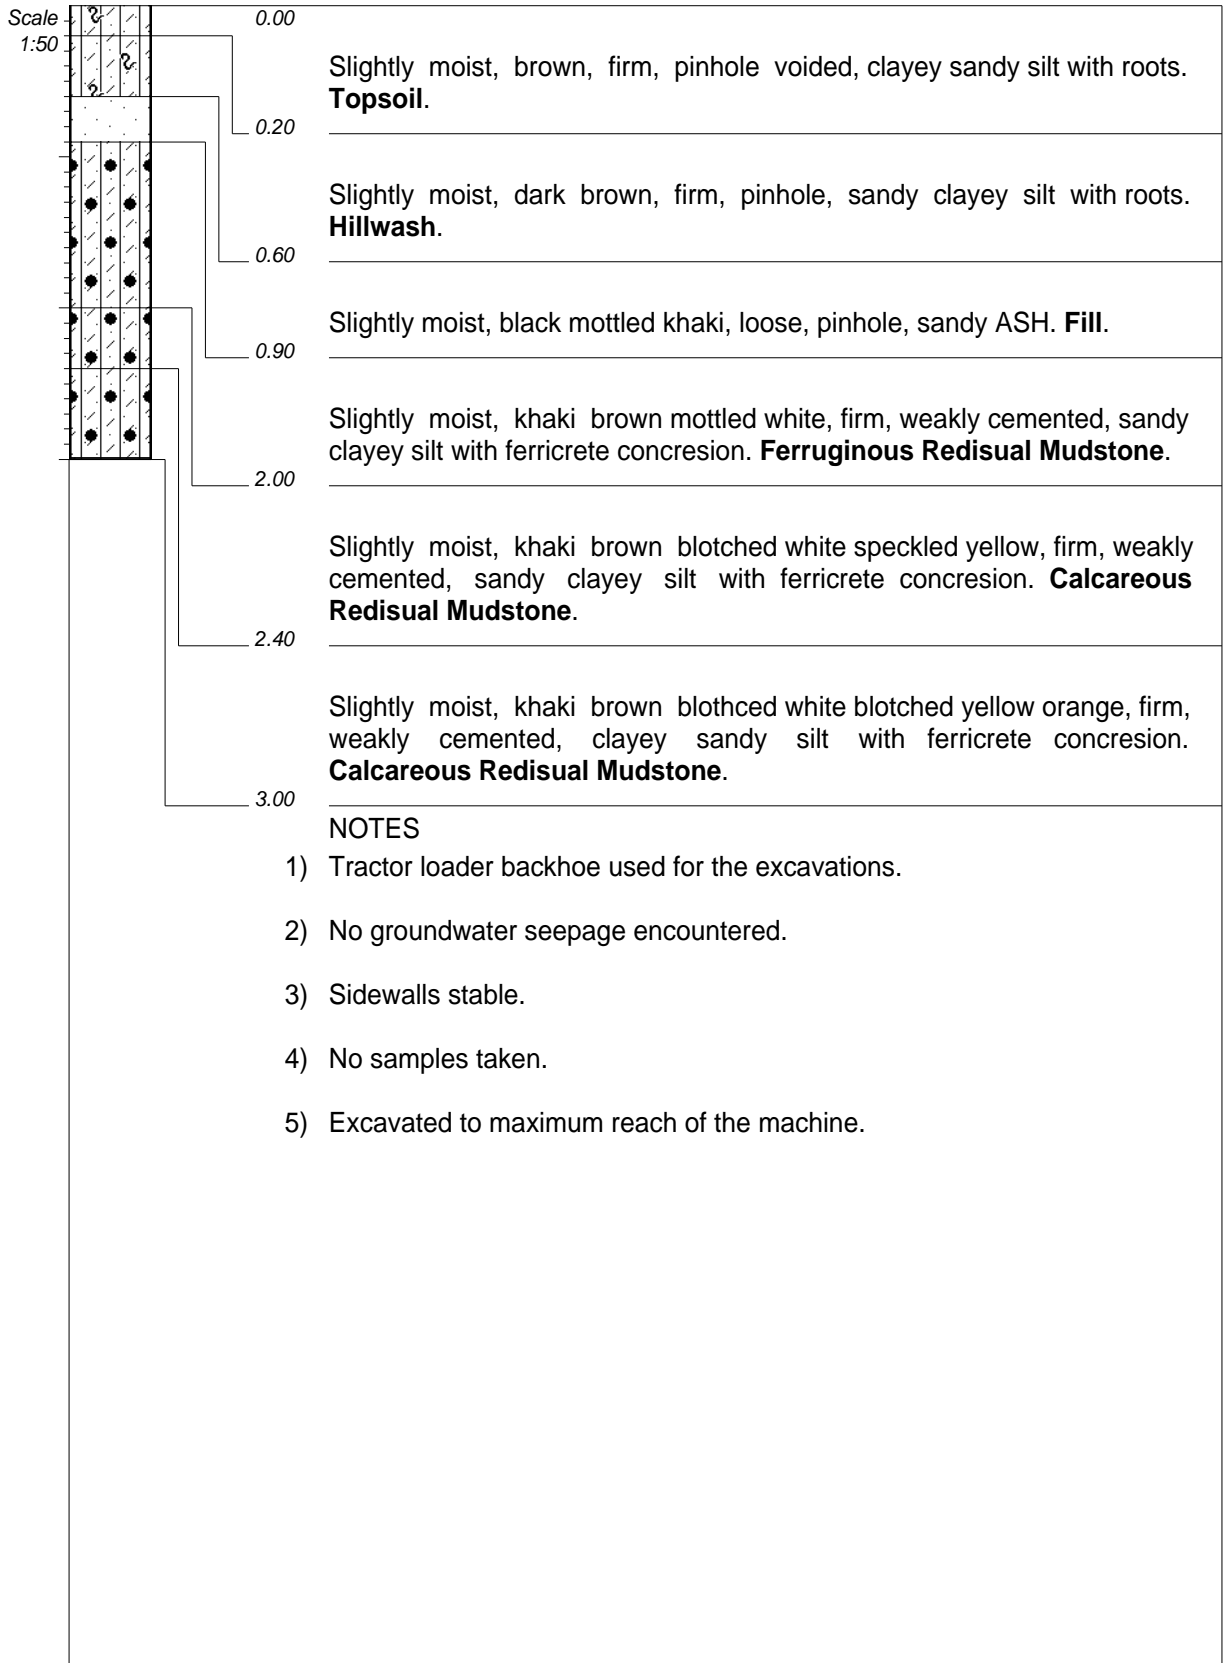 Scale
1:50
0.00
Slightly moist, brown, firm, pinhole voided, clayey sandy silt with roots.
Topsoil.
0.20
Slightly moist, dark brown, firm, pinhole, sandy clayey silt with roots.
Hillwash.
0.60
Slightly moist, black mottled khaki, loose, pinhole, sandy ASH. Fill.
0.90
Slightly moist, khaki brown mottled white, firm, weakly cemented, sandy
clayey silt with ferricrete concresion. Ferruginous Redisual Mudstone.
2.00
Slightly moist, khaki brown blotched white speckled yellow, firm, weakly
cemented, sandy clayey silt with ferricrete concresion. Calcareous
Redisual Mudstone.
2.40
Slightly moist, khaki brown blothced white blotched yellow orange, firm,
weakly cemented, clayey sandy silt with ferricrete concresion.
Calcareous Redisual Mudstone.
3.00
NOTES
1) Tractor loader backhoe used for the excavations.
2) No groundwater seepage encountered.
3) Sidewalls stable.
4) No samples taken.
5) Excavated to maximum reach of the machine.